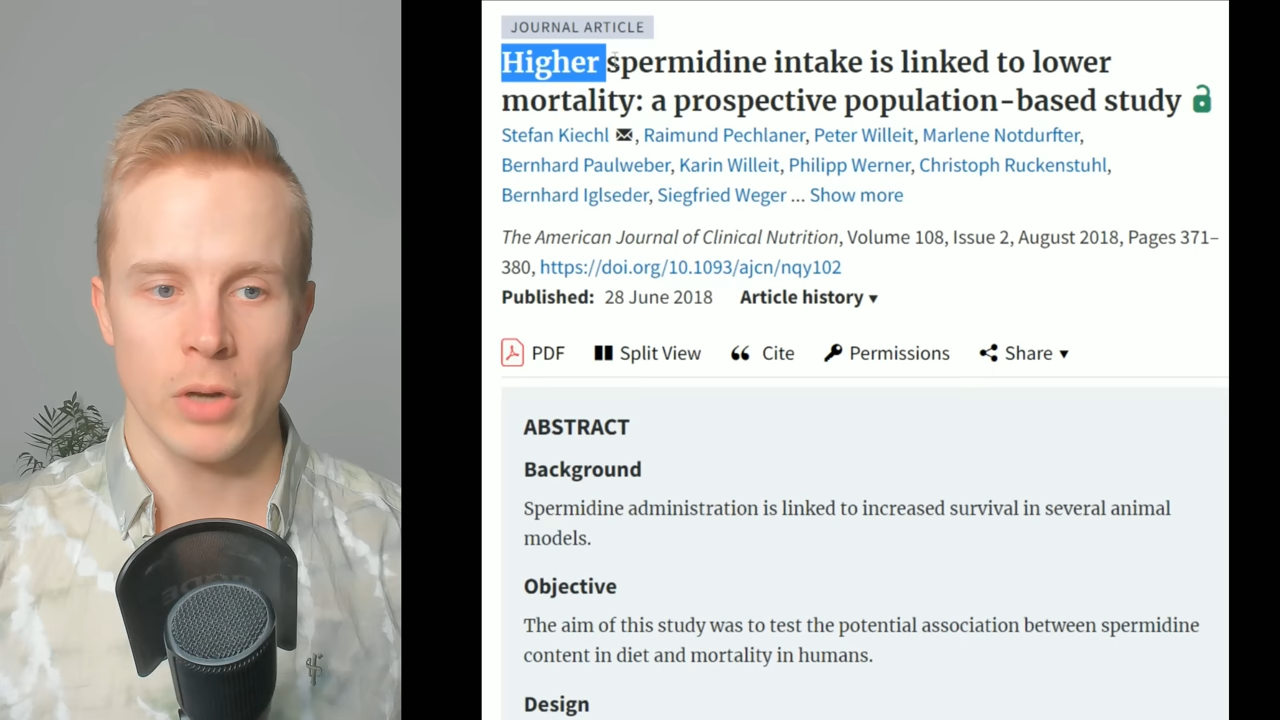 JOURNAL ARTICLE
Higher spermidine intake is linked to lower
mortality: a prospective population-based study
Stefan Kiechl, Raimund Pechlaner, Peter Willeit, Marlene Notdurfter,
Bernhard Paulweber, Karin Willeit, Philipp Werner, Christoph Ruckenstuhl,
Bernhard Iglseder, Siegfried Weger ... Show more
The American Journal of Clinical Nutrition, Volume 108, Issue 2, August 2018, Pages 371–
380, https://doi.org/10.1093/ajcn/nqy102
Published: 28 June 2018 Article history ▾
PDF Split View Cite Permissions Share ▾
ABSTRACT
Background
Spermidine administration is linked to increased survival in several animal
models.
Objective
The aim of this study was to test the potential association between spermidine
content in diet and mortality in humans.
Design
RODE